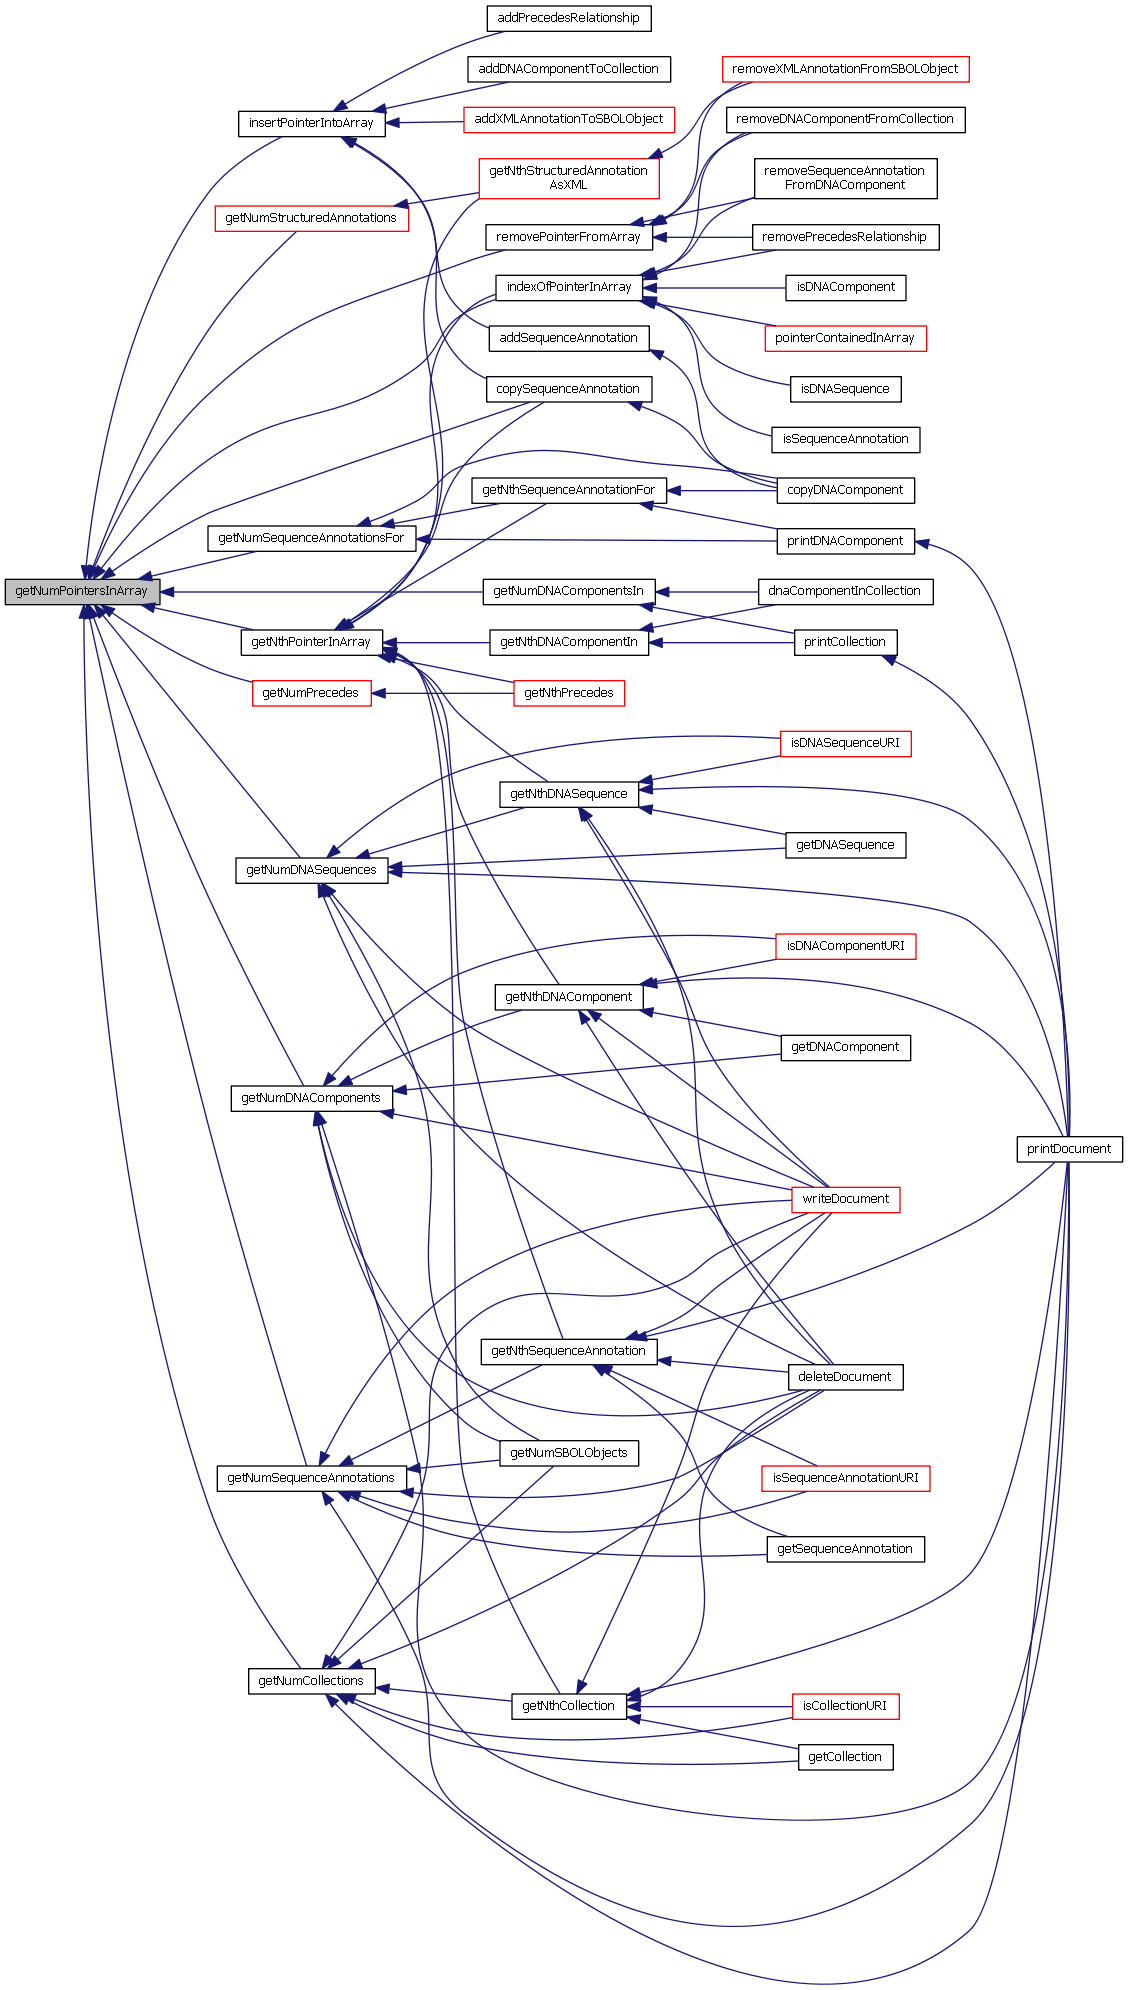 addPrecedesRelationship
addDNAComponentToCollection
removeXMLAnnotationFromSBOLObject
insertPointerIntoArray
addXMLAnnotationToSBOLObject
removeDNAComponentFromCollection
getNthStructuredAnnotation
AsXML
removeSequenceAnnotation
FromDNAComponent
getNumStructuredAnnotations
removePointerFromArray
removePrecedesRelationship
indexOfPointerInArray
isDNAComponent
addSequenceAnnotation
pointerContainedInArray
copySequenceAnnotation
isDNASequence
isSequenceAnnotation
getNthSequenceAnnotationFor
copyDNAComponent
getNumSequenceAnnotationsFor
printDNAComponent
getNumPointersInArray
getNumDNAComponentsIn
dnaComponentInCollection
getNthPointerInArray
getNthDNAComponentIn
printCollection
getNumPrecedes
getNthPrecedes
isDNASequenceURI
getNthDNASequence
getDNASequence
getNumDNASequences
isDNAComponentURI
getNthDNAComponent
getDNAComponent
getNumDNAComponents
printDocument
writeDocument
getNthSequenceAnnotation
deleteDocument
getNumSBOLObjects
getNumSequenceAnnotations
isSequenceAnnotationURI
getSequenceAnnotation
getNumCollections
getNthCollection
isCollectionURI
getCollection